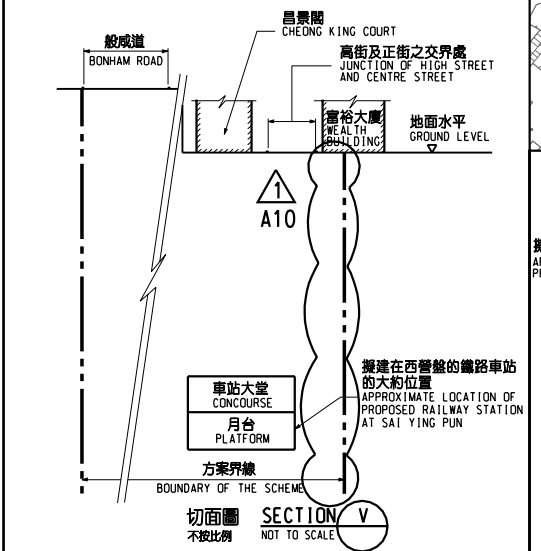 昌景閣
CHEONG KING COURT
般咸道
BONHAM ROAD
高街及正街之交界處
JUNCTION OF HIGH STREET
AND CENTRE STREET
富裕大廈
WEALTH
BUILDING
地面水平
GROUND LEVEL
1
A10
擬建在西營盤的鐵路車站
的大約位置
APPROXIMATE LOCATION OF
PROPOSED RAILWAY STATION
AT SAI YING PUN
車站大堂
CONCOURSE
月台
PLATFORM
方案界線
BOUNDARY OF THE SCHEME
切面圖 SECTION V
不按比例 NOT TO SCALE